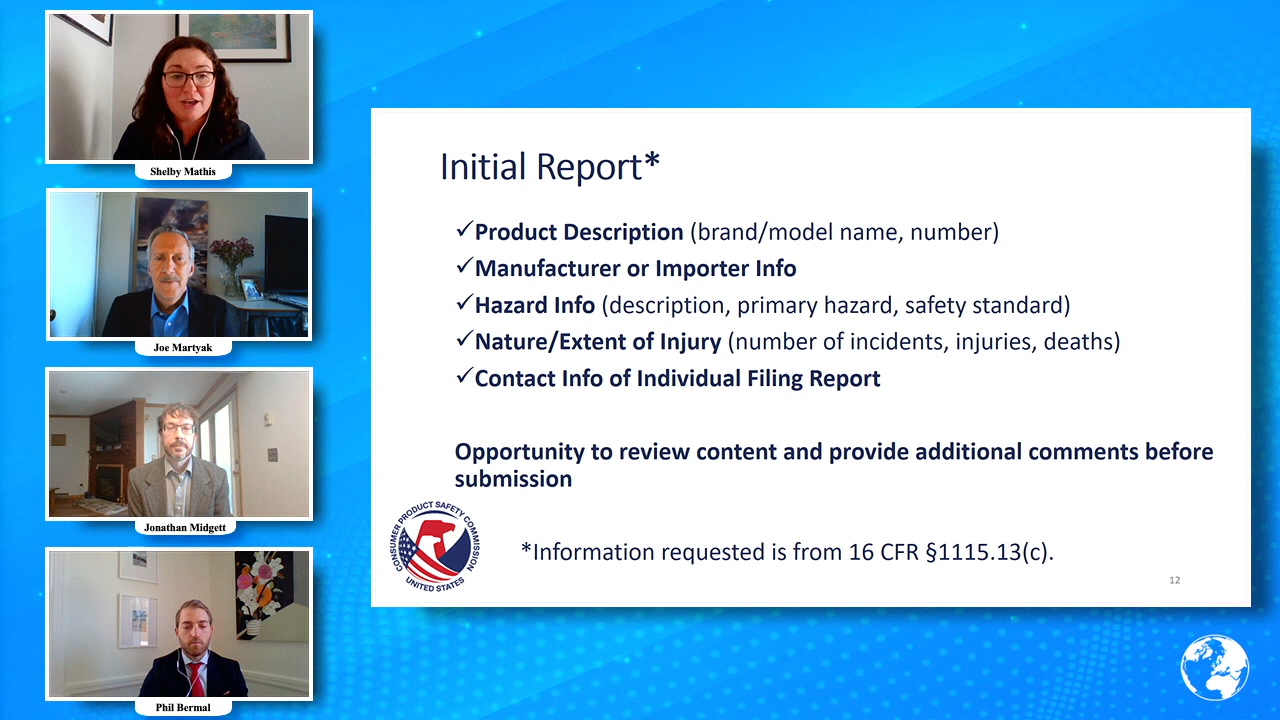 Shelby Mathis
Joe Martyak
Jonathan Midgett
Phil Bermal
Initial Report*
✓Product Description (brand/model name, number)
✓Manufacturer or Importer Info
✓Hazard Info (description, primary hazard, safety standard)
✓Nature/Extent of Injury (number of incidents, injuries, deaths)
✓Contact Info of Individual Filing Report
Opportunity to review content and provide additional comments before
submission
CONSUMER PRODUCT SAFETY COMMISSION
UNITED STATES
*Information requested is from 16 CFR §1115.13(c).
12